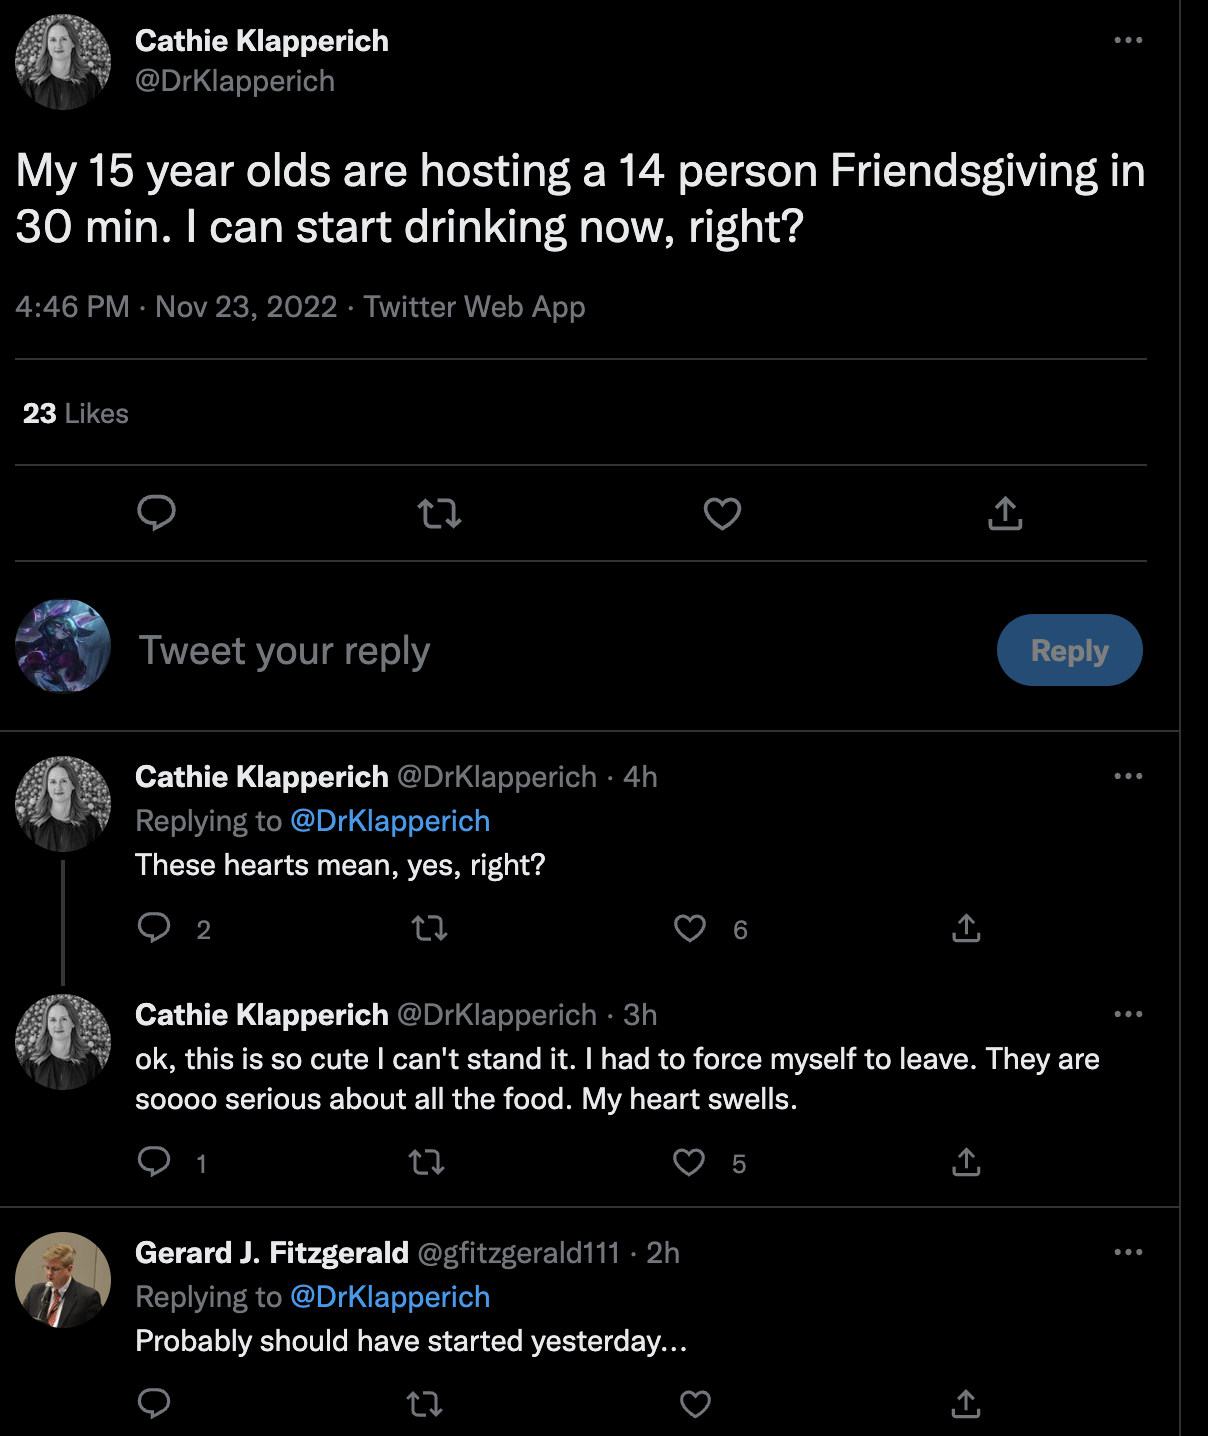 Cathie Klapperich
@DrKlapperich
My 15 year olds are hosting a 14 person Friendsgiving in
30 min. I can start drinking now, right?
4:46 PM · Nov 23, 2022 · Twitter Web App
23 Likes
Tweet your reply
Reply
Cathie Klapperich @DrKlapperich · 4h
Replying to @DrKlapperich
These hearts mean, yes, right?
2 6
Cathie Klapperich @DrKlapperich · 3h
ok, this is so cute I can't stand it. I had to force myself to leave. They are
soooo serious about all the food. My heart swells.
1 5
Gerard J. Fitzgerald @gfitzgerald111 · 2h
Replying to @DrKlapperich
Probably should have started yesterday...